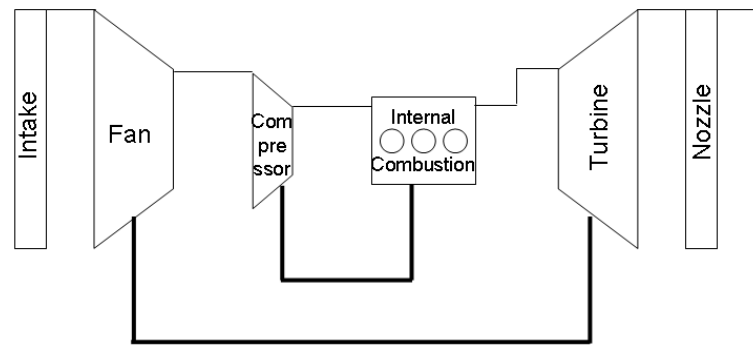 Intake
Fan
Com
pre
ssor
Internal
Combustion
Turbine
Nozzle